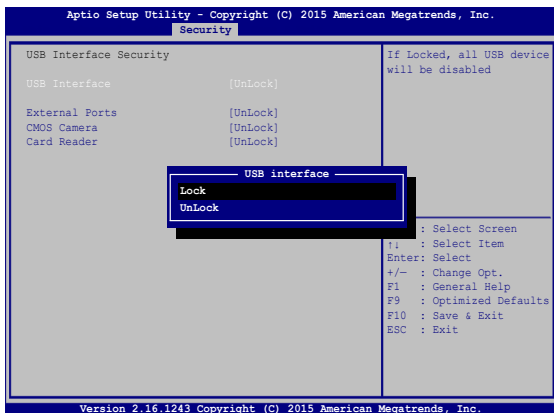 Aptio Setup Utility - Copyright (C) 2015 American Megatrends, Inc.
Security
USB Interface Security
USB Interface [UnLock]
External Ports [UnLock]
CMOS Camera [UnLock]
Card Reader [UnLock]
If Locked, all USB device
will be disabled
USB interface
Lock
UnLock
: Select Screen
↑↓ : Select Item
Enter: Select
+/— : Change Opt.
F1 : General Help
F9 : Optimized Defaults
F10 : Save & Exit
ESC : Exit
Version 2.16.1243 Copyright (C) 2015 American Megatrends, Inc.